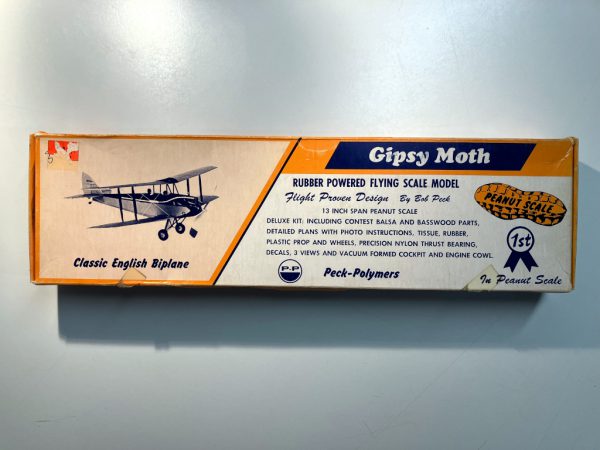 Gipsy Moth
RUBBER POWERED FLYING SCALE MODEL
Flight Proven Design By Bob Peck
13 INCH SPAN PEANUT SCALE
DELUXE KIT: INCLUDING CONTEST BALSA AND BASSWOOD PARTS,
DETAILED PLANS WITH PHOTO INSTRUCTIONS, TISSUE, RUBBER,
PLASTIC PROP AND WHEELS, PRECISION NYLON THRUST BEARING,
DECALS, 3 VIEWS AND VACUUM FORMED COCKPIT AND ENGINE COWL.
P-P
Peck-Polymers
PEANUT SCALE
1st
In Peanut Scale
Classic English Biplane